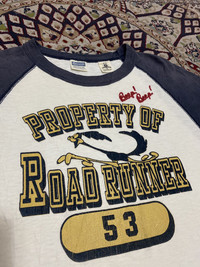 Beep! Beep!
PROPERTY OF
ROAD RUNNER
53